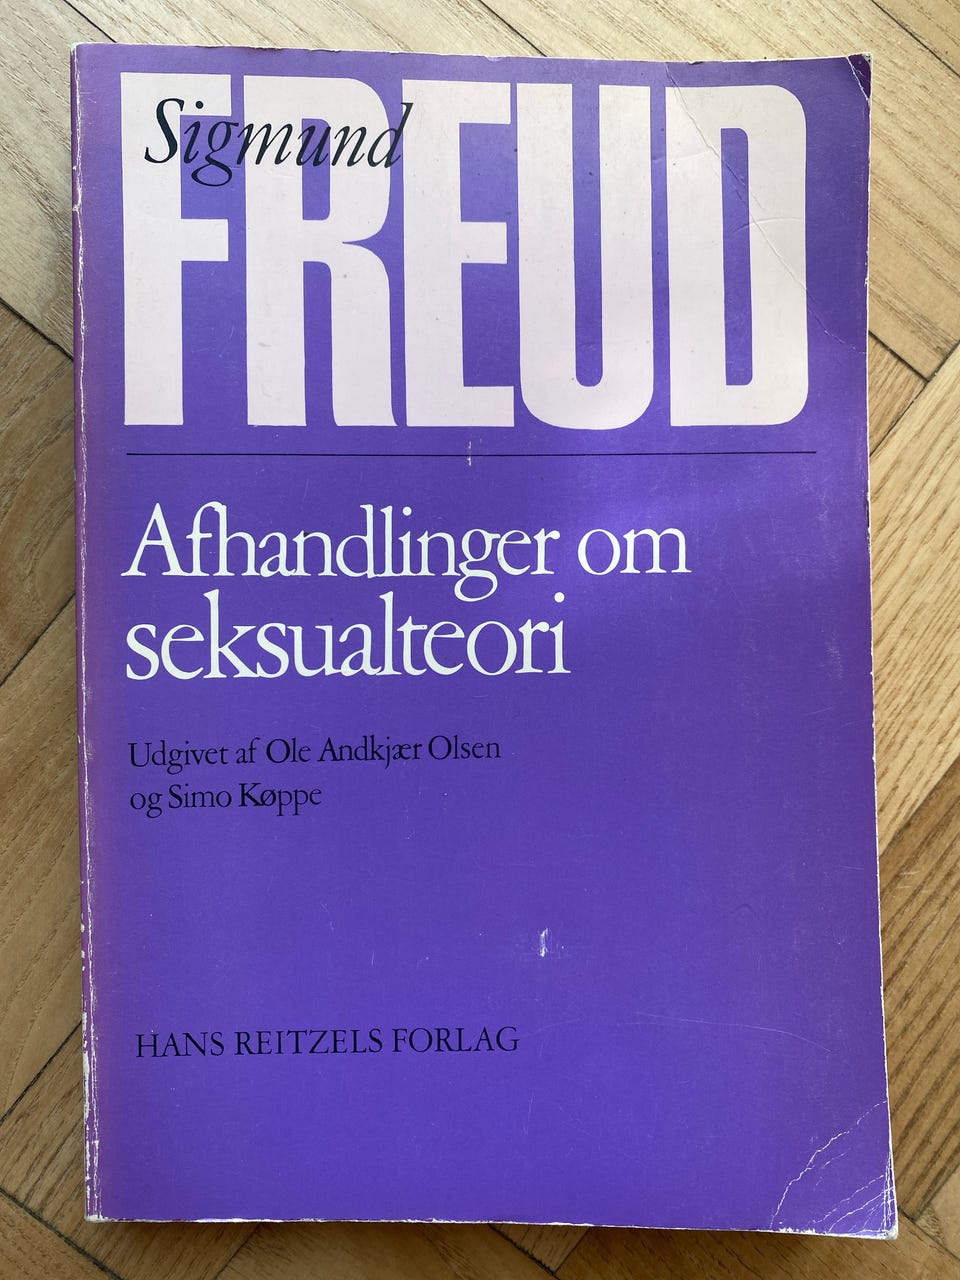 Sigmund
FREUD
Afhandlinger om
seksualteori
Udgivet af Ole Andkjær Olsen
og Simo Køppe
HANS REITZELS FORLAG